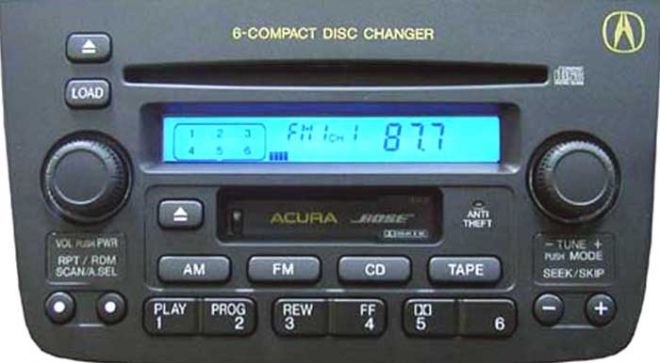 6-COMPACT DISC CHANGER
LOAD
1 2 3
4 5 6
FM1 CH 1 87.7
ACURA BOSE
ANTI
THEFT
VOL PUSH PWR
RPT / RDM
SCAN/A.SEL
- TUNE +
PUSH MODE
SEEK/SKIP
AM FM CD TAPE
PLAY PROG REW FF
1 2 3 4 5 6
- +